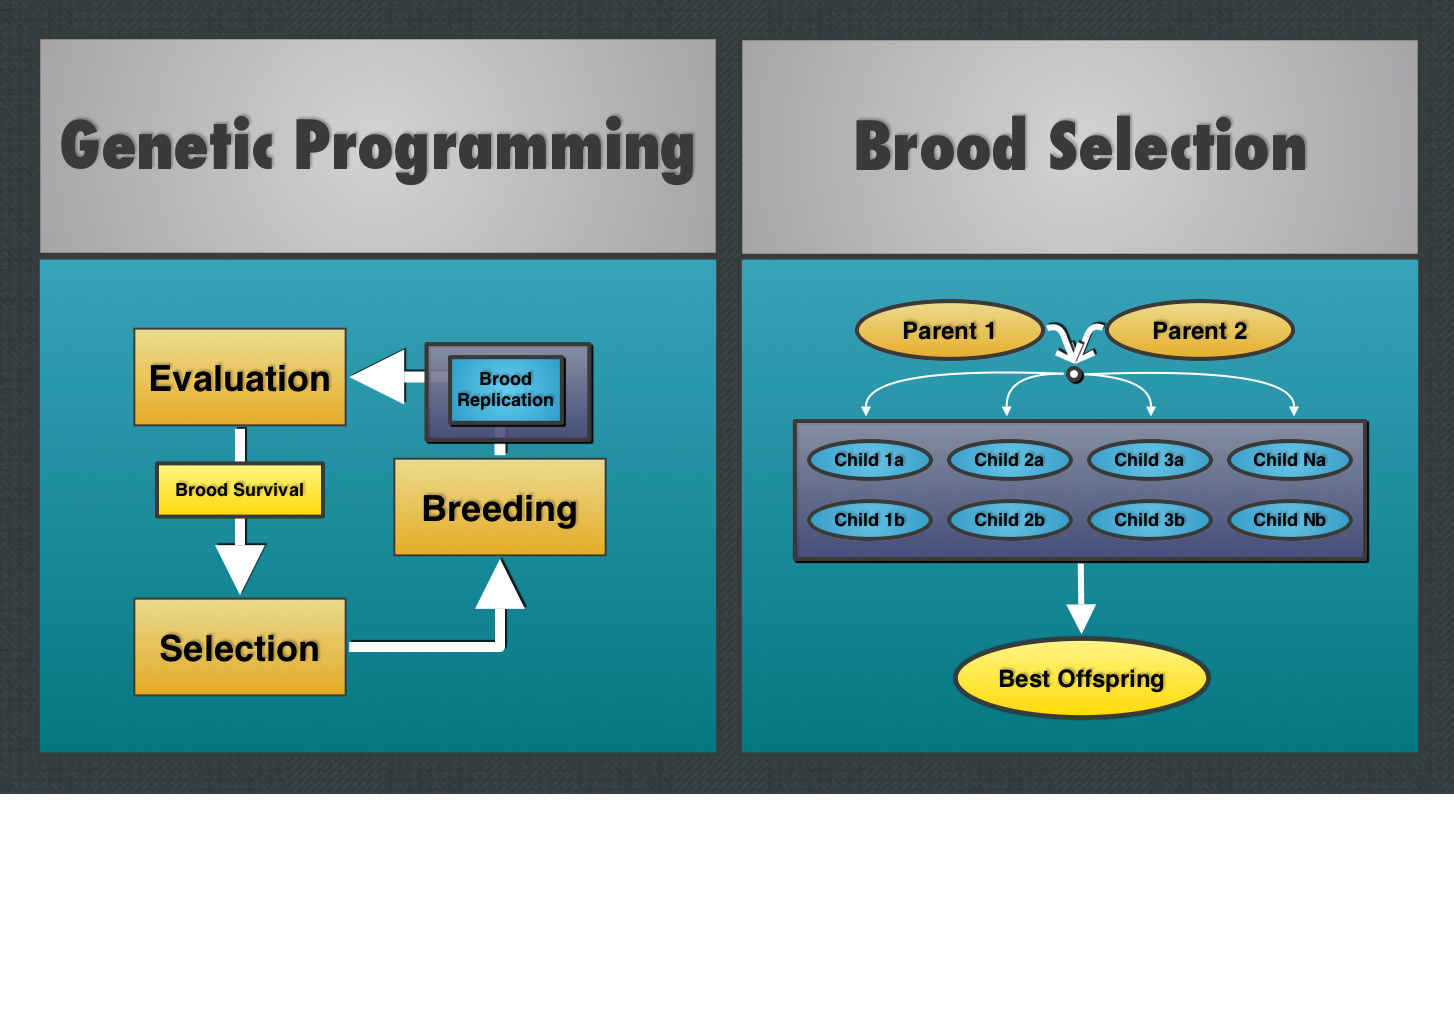 Genetic Programming
Evaluation
Brood
Replication
Brood Survival
Breeding
Selection
Brood Selection
Parent 1
Parent 2
Child 1a
Child 2a
Child 3a
Child Na
Child 1b
Child 2b
Child 3b
Child Nb
Best Offspring